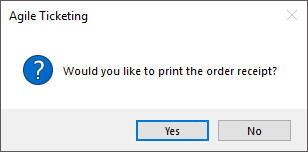 Agile Ticketing
Would you like to print the order receipt?
Yes
No